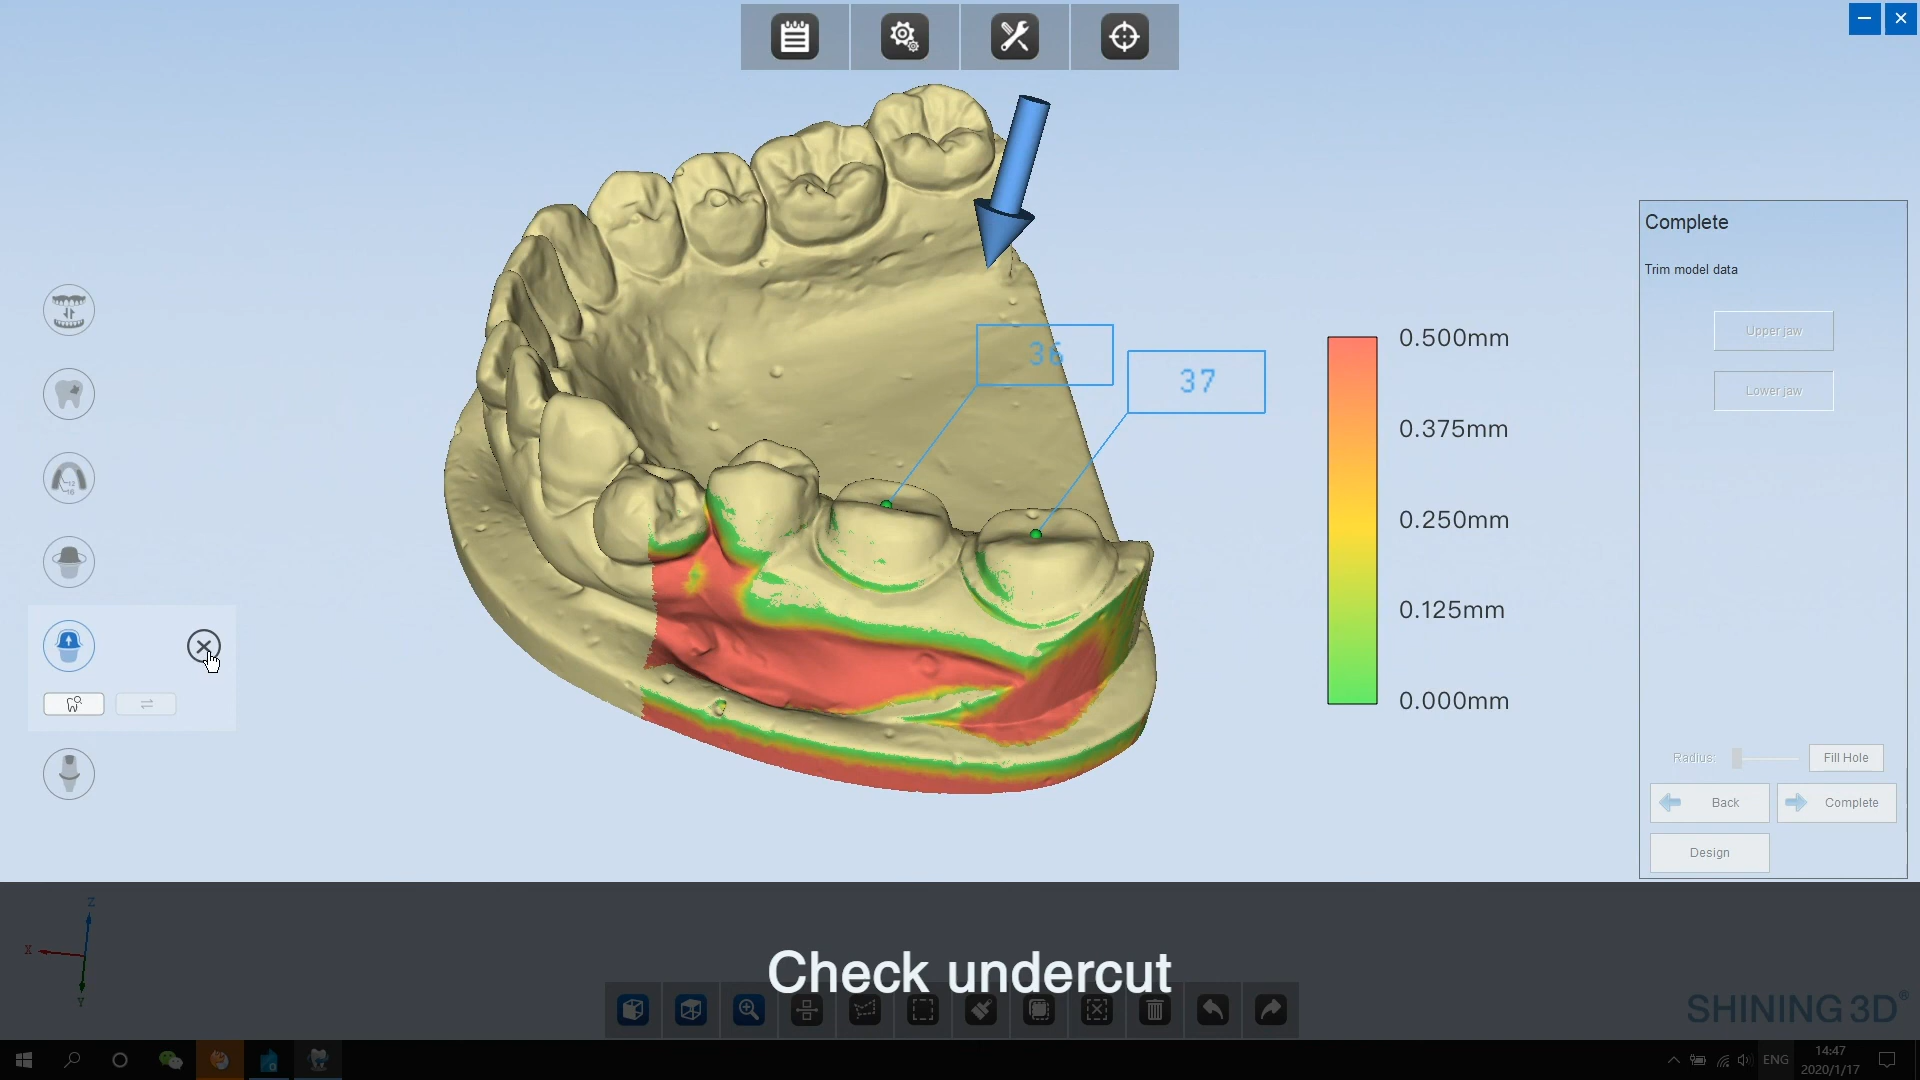 36
37
0.500mm
0.375mm
0.250mm
0.125mm
0.000mm
Complete
Trim model data
Upper jaw
Lower jaw
Radius:
Fill Hole
Back
Complete
Design
Z
X
Y
Check undercut
SHINING 3D®
ENG
14:47
2020/1/17